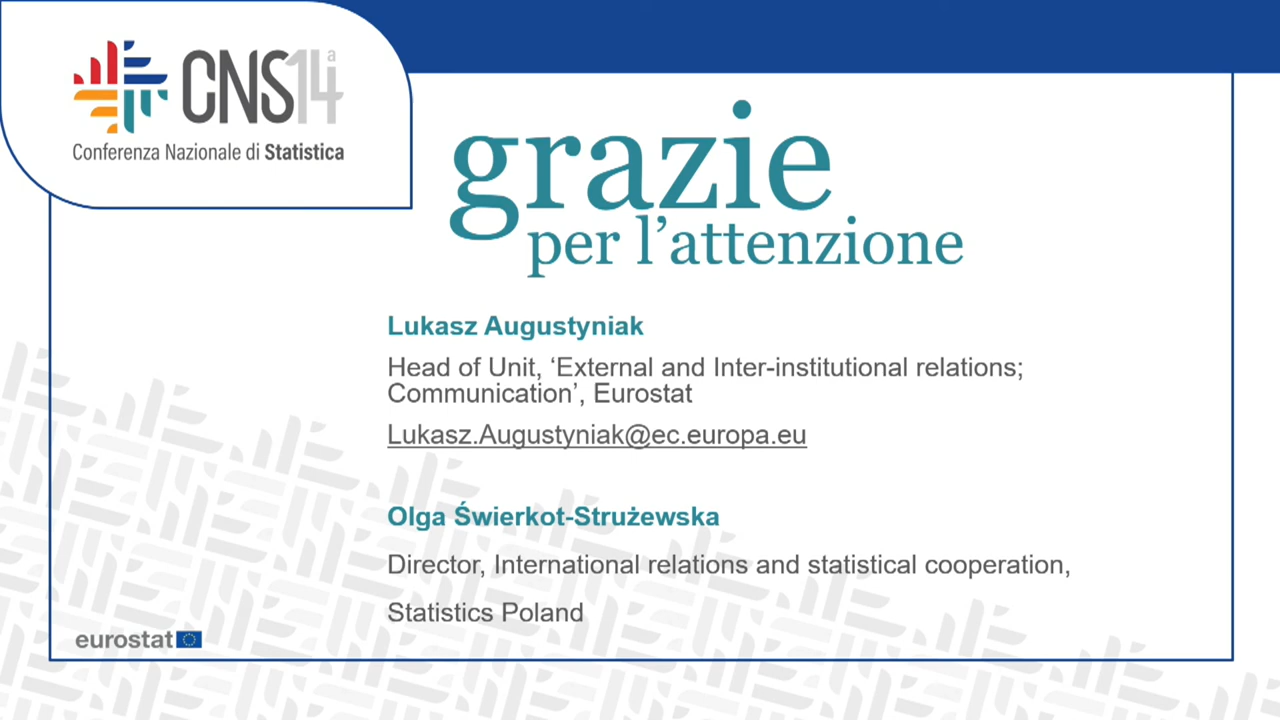 CNS14ª
Conferenza Nazionale di Statistica
grazie
per l’attenzione
Lukasz Augustyniak
Head of Unit, ‘External and Inter-institutional relations;
Communication’, Eurostat
Lukasz.Augustyniak@ec.europa.eu
Olga Świerkot-Strużewska
Director, International relations and statistical cooperation,
Statistics Poland
eurostat